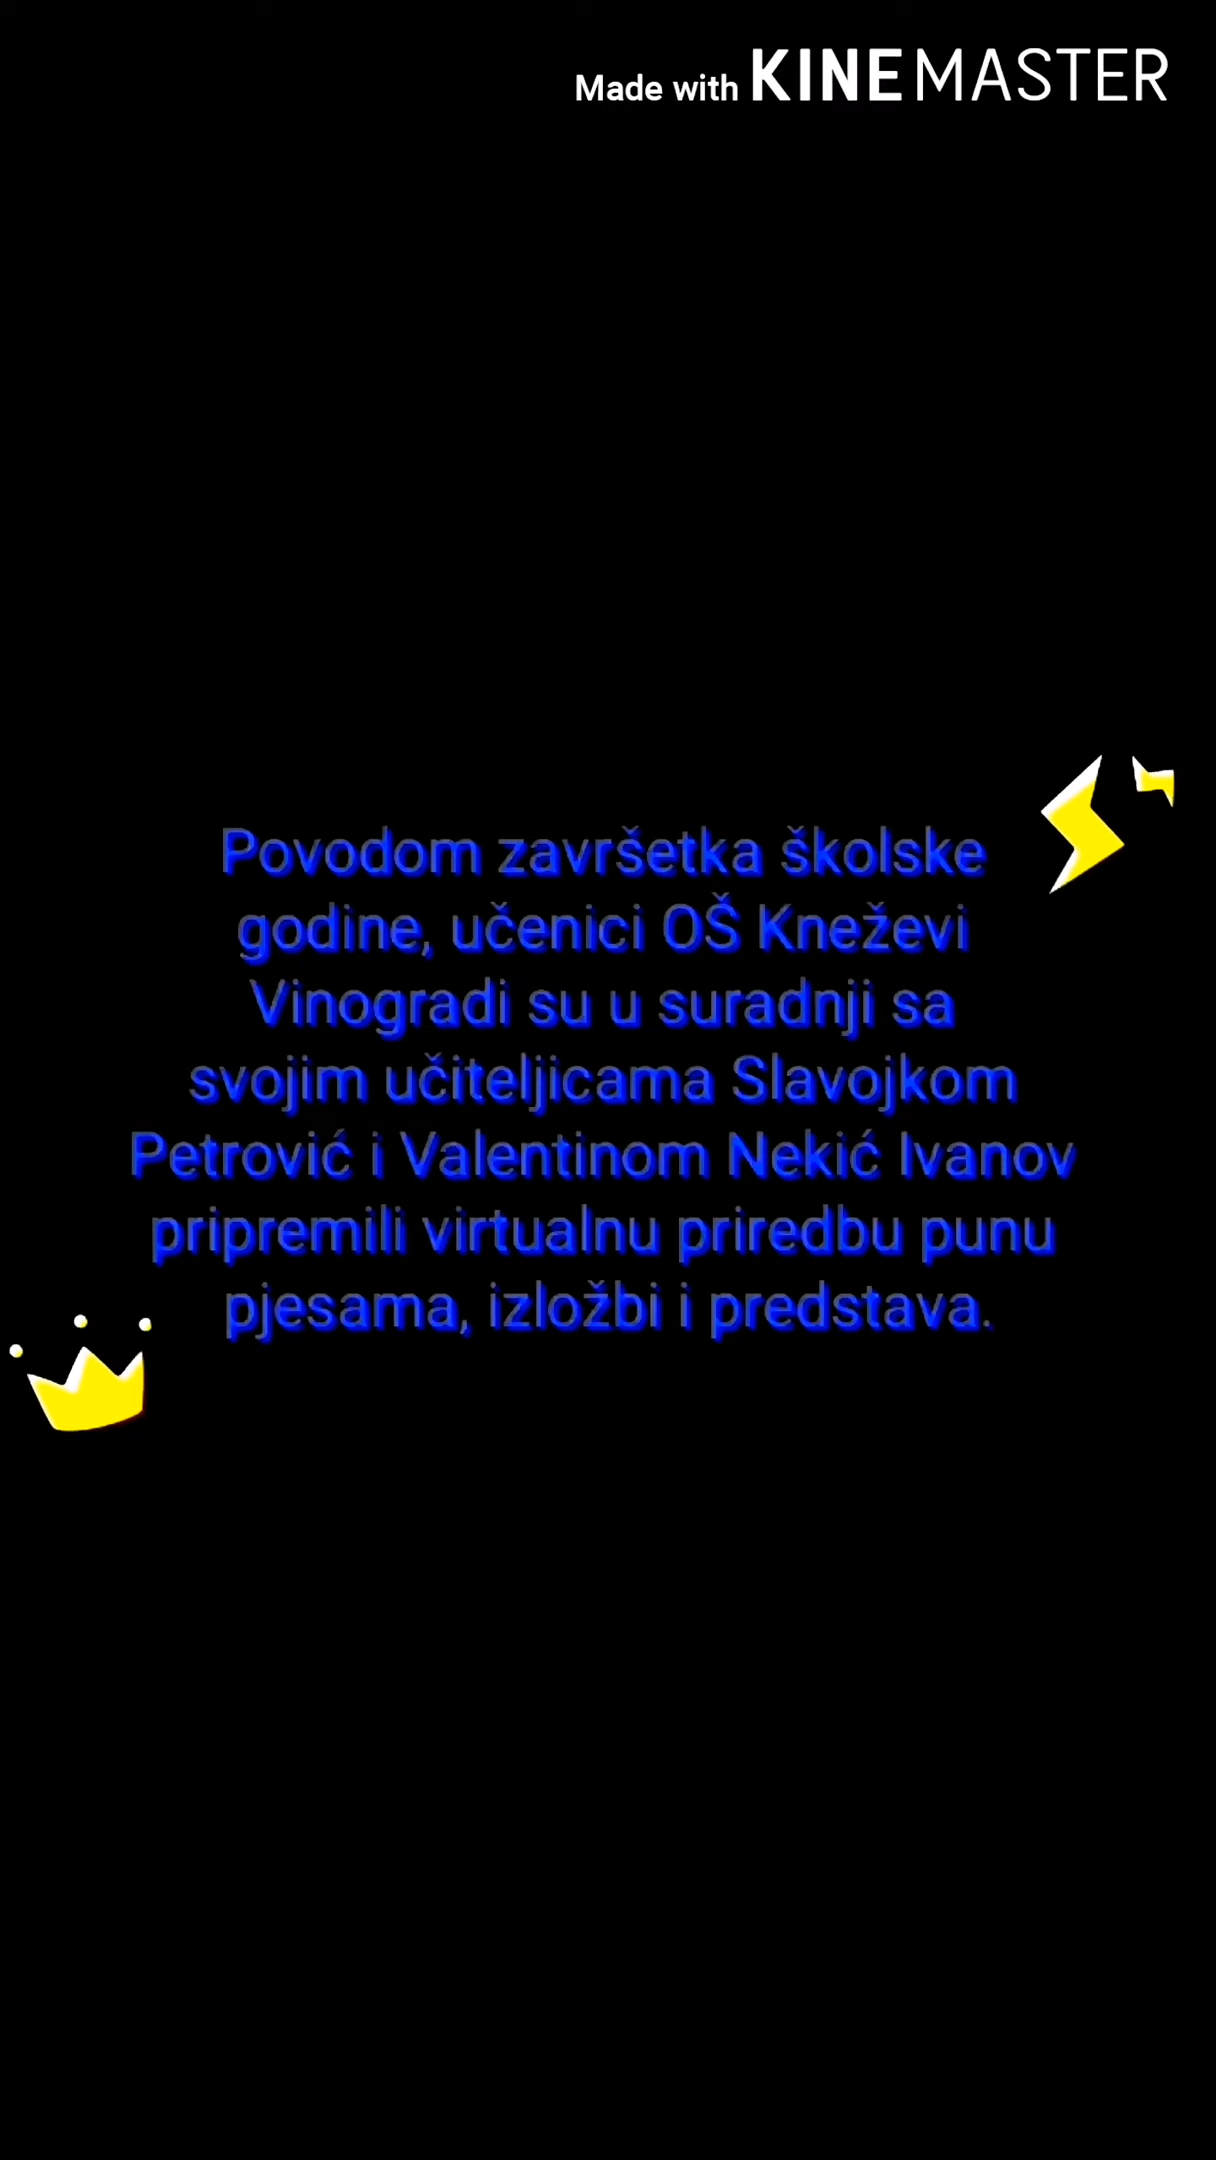 Made with KINEMASTER
Povodom završetka školske
godine, učenici OŠ Kneževi
Vinogradi su u suradnji sa
svojim učiteljicama Slavojkom
Petrović i Valentinom Nekić Ivanov
pripremili virtualnu priredbu punu
pjesama, izložbi i predstava.